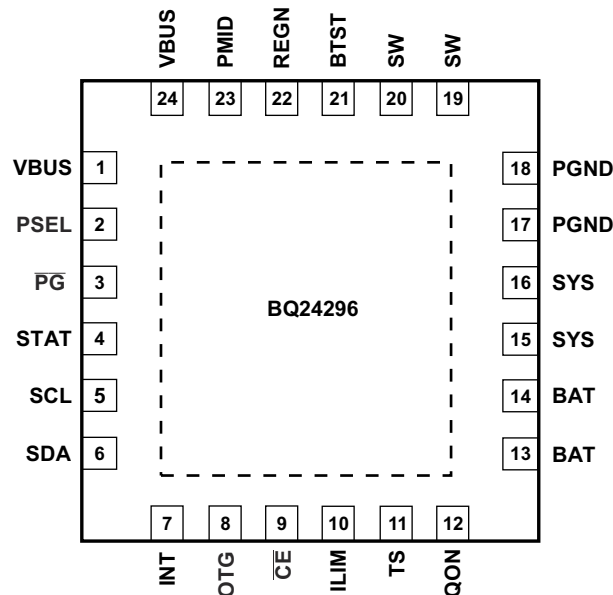 VBUS PMID REGN BTST SW SW
24 23 22 21 20 19
VBUS 1 18 PGND
PSEL 2 17 PGND
P̅G̅ 3 16 SYS
STAT 4 15 SYS
BQ24296
SCL 5 14 BAT
SDA 6 13 BAT
7 8 9 10 11 12
INT OTG C̅E̅ ILIM TS QON